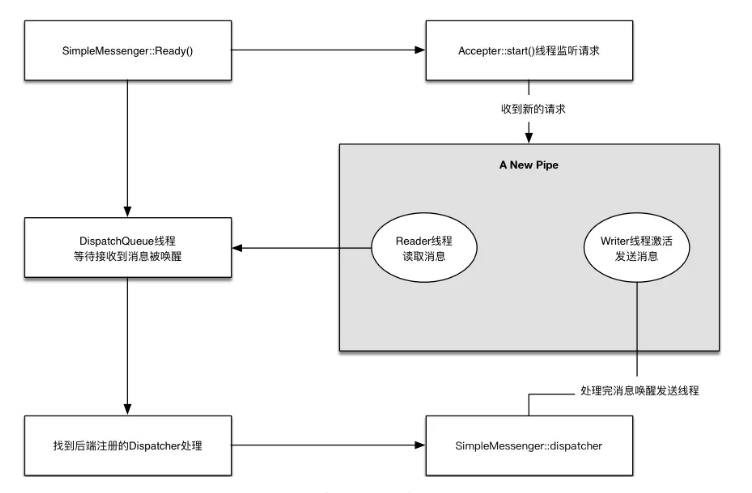 SimpleMessenger::Ready()
Accepter::start()线程监听请求
收到新的请求
A New Pipe
DispatchQueue线程
等待接收到消息被唤醒
Reader线程
读取消息
Writer线程激活
发送消息
处理完消息唤醒发送线程
找到后端注册的Dispatcher处理
SimpleMessenger::dispatcher